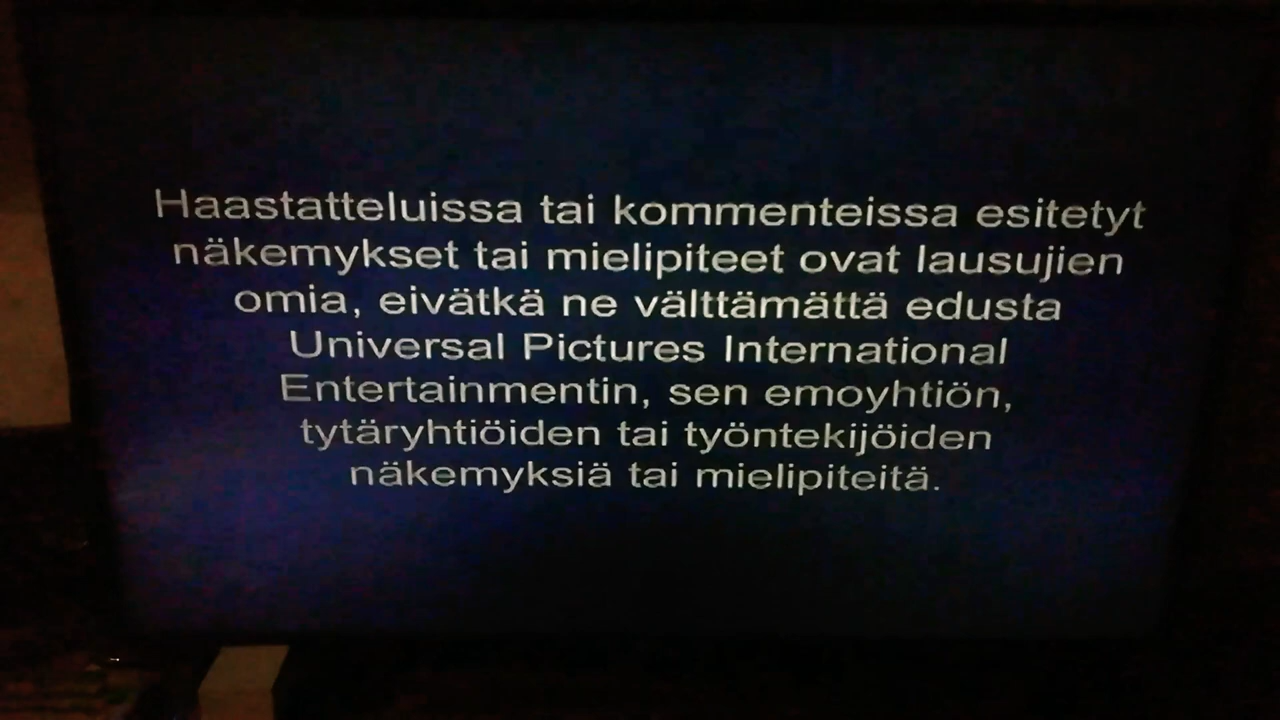 Haastatteluissa tai kommenteissa esitetyt
näkemykset tai mielipiteet ovat lausujien
omia, eivätkä ne välttämättä edusta
Universal Pictures International
Entertainmentin, sen emoyhtiön,
tytäryhtiöiden tai työntekijöiden
näkemyksiä tai mielipiteitä.